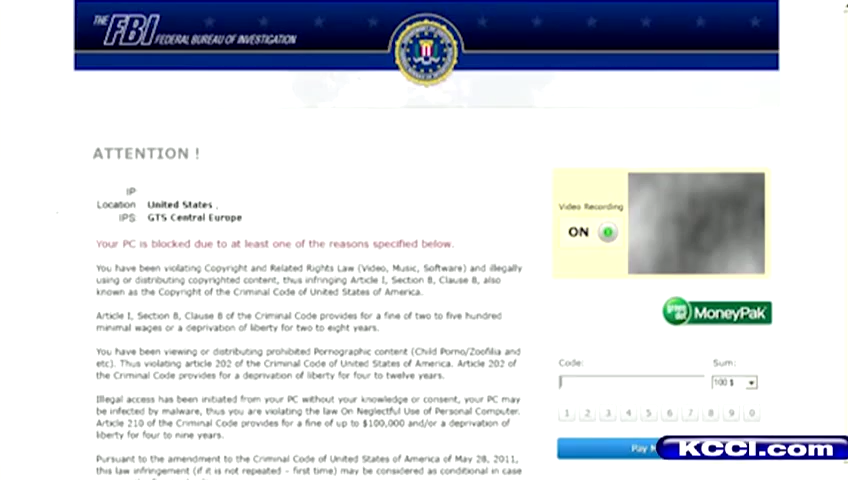 THE FBI FEDERAL BUREAU OF INVESTIGATION
ATTENTION !
IP
Location United States .
IPS GTS Central Europe
Your PC is blocked due to at least one of the reasons specified below.
You have been violating Copyright and Related Rights Law (Video, Music, Software) and illegally
using or distributing copyrighted content, thus infringing Article I, Section 8, Clause 8, also
known as the Copyright of the Criminal Code of United States of America.
Article I, Section 8, Clause 8 of the Criminal Code provides for a fine of two to five hundred
minimal wages or a deprivation of liberty for two to eight years.
You have been viewing or distributing prohibited Pornographic content (Child Porno/Zoofilia and
etc). Thus violating article 202 of the Criminal Code of United States of America. Article 202 of
the Criminal Code provides for a deprivation of liberty for four to twelve years.
Illegal access has been initiated from your PC without your knowledge or consent, your PC may
be infected by malware, thus you are violating the law On Neglectful Use of Personal Computer.
Article 210 of the Criminal Code provides for a fine of up to $100,000 and/or a deprivation of
liberty for four to nine years.
Pursuant to the amendment to the Criminal Code of United States of America of May 28, 2011,
this law infringement (if it is not repeated - first time) may be considered as conditional in case
Video Recording
ON
green dot MoneyPak
Code: Sum:
100 $
1 2 3 4 5 6 7 8 9 0
Pay
KCCI.com